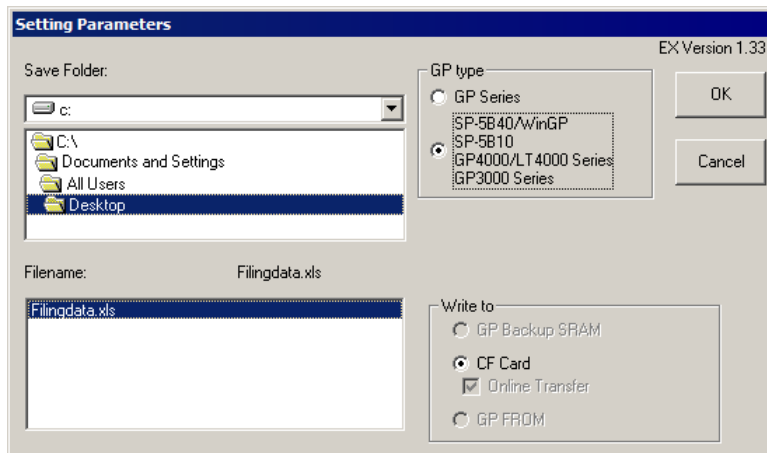 Setting Parameters
EX Version 1.33
Save Folder:
c:
C:\
Documents and Settings
All Users
Desktop
GP type
GP Series
SP-5B40/WinGP
SP-5B10
GP4000/LT4000 Series
GP3000 Series
OK
Cancel
Filename:
Filingdata.xls
Filingdata.xls
Write to
GP Backup SRAM
CF Card
Online Transfer
GP FROM